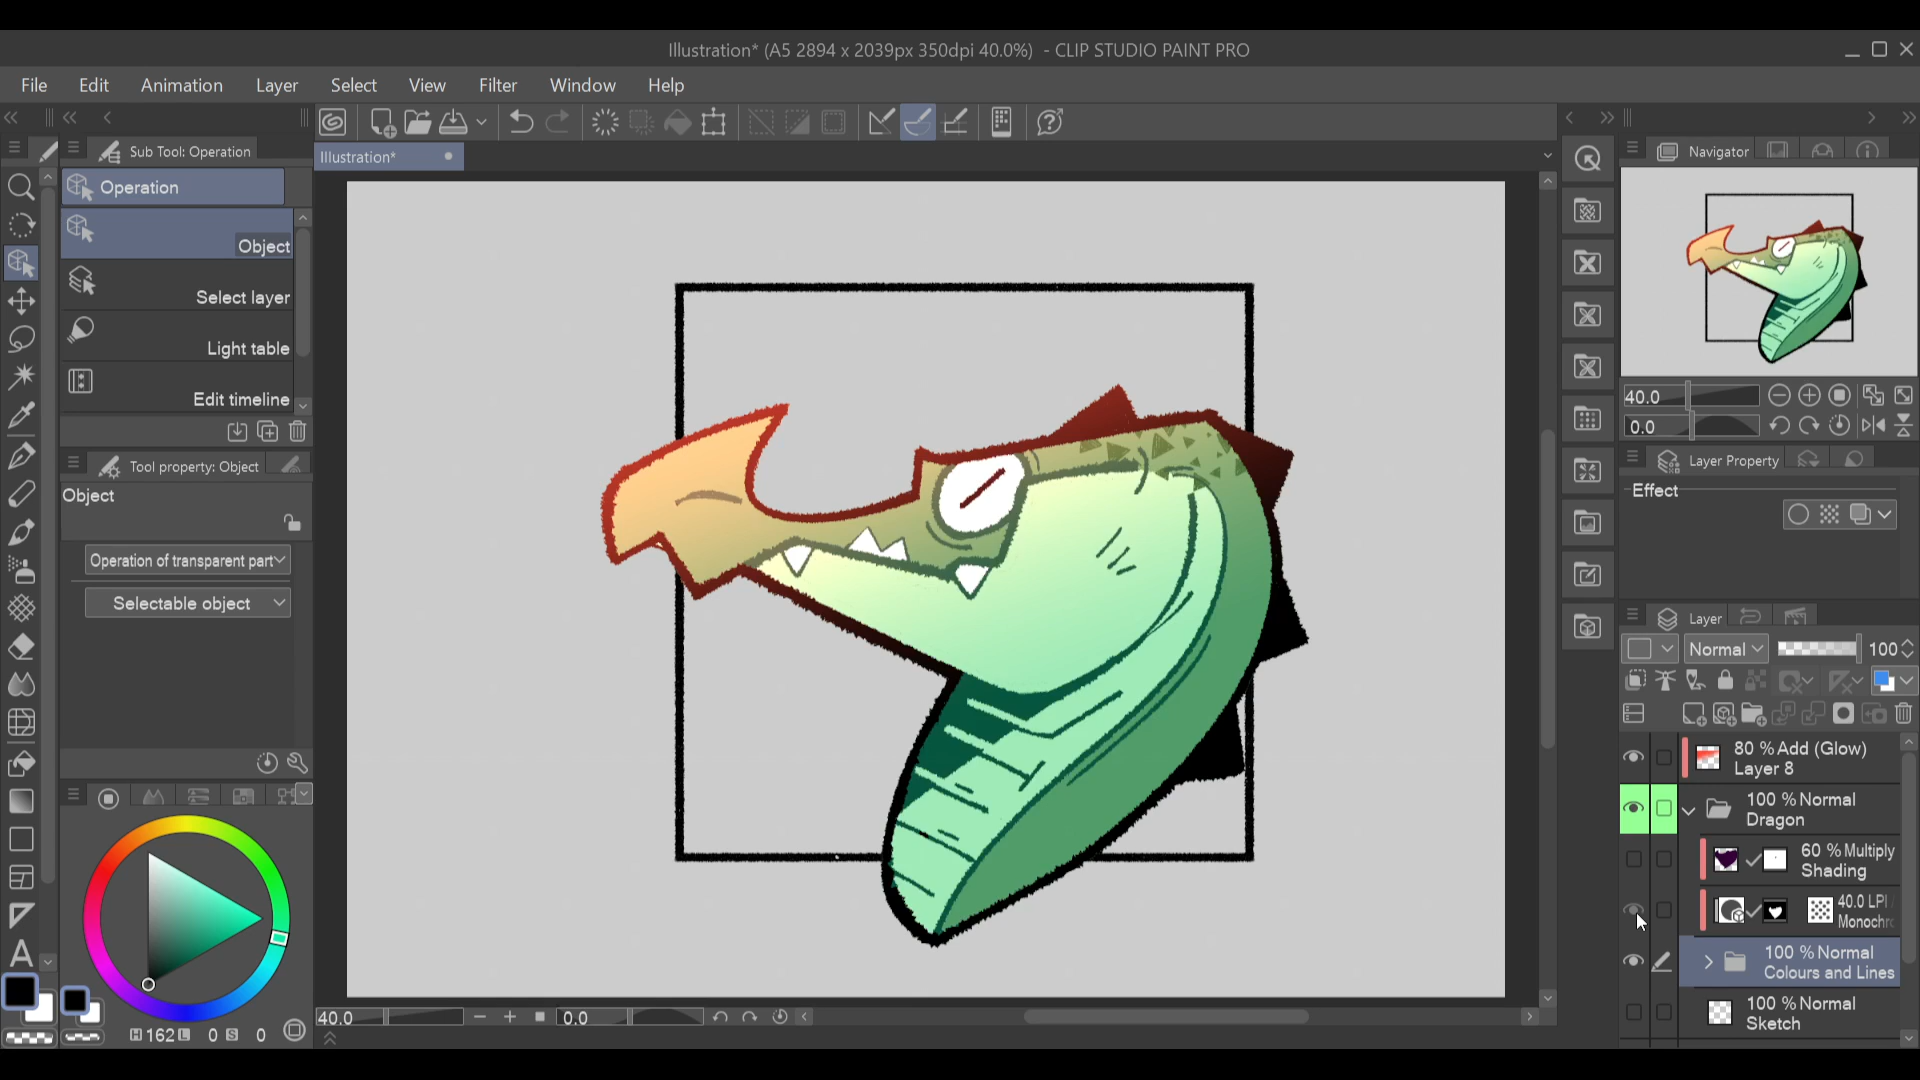 Illustration* (A5 2894 x 2039px 350dpi 40.0%) - CLIP STUDIO PAINT PRO
File Edit Animation Layer Select View Filter Window Help
Sub Tool: Operation
Illustration*
Navigator
Operation
Object
Select layer
Light table
Edit timeline
40.0
0.0
Tool property: Object
Layer Property
Object
Effect
Operation of transparent part
Selectable object
Layer
Normal 100
80 %Add (Glow)
Layer 8
100 %Normal
Dragon
60 %Multiply
Shading
40.0 LPI
Monochr
100 %Normal
Colours and Lines
100 %Normal
Sketch
A
40.0 0.0
H 162 L 0 S 0